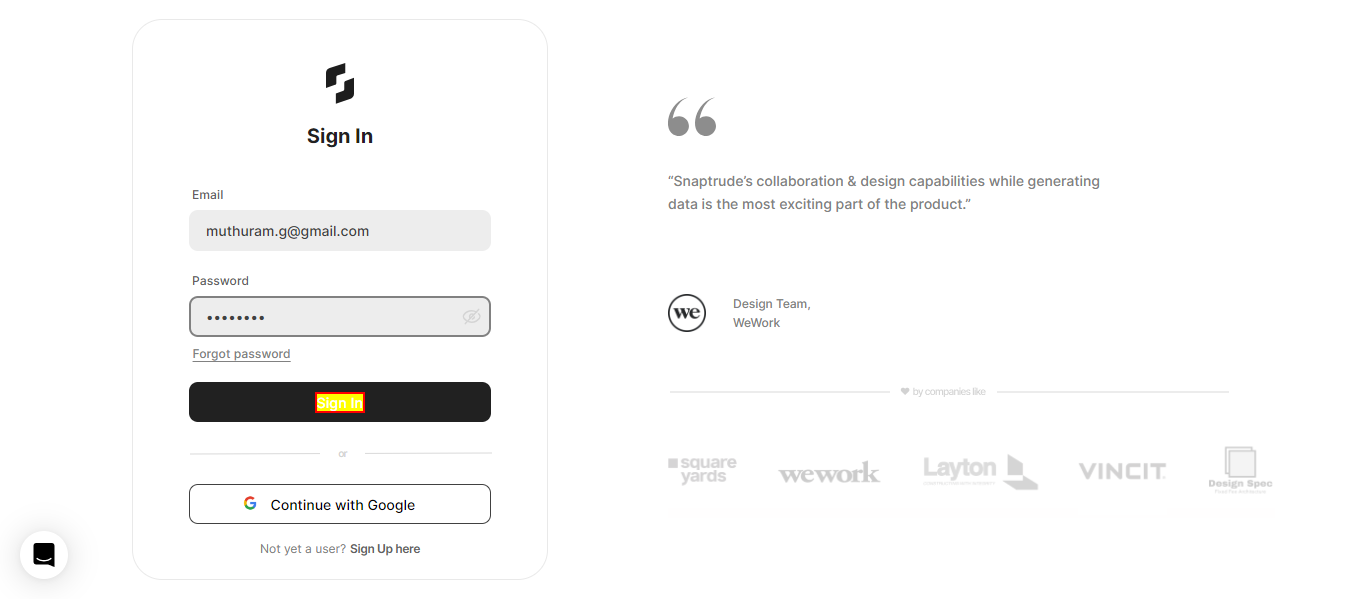 Sign In
Email
muthuram.g@gmail.com
Password
••••••••
Forgot password
Sign In
or
Continue with Google
Not yet a user? Sign Up here
“Snaptrude’s collaboration & design capabilities while generating
data is the most exciting part of the product.”
we
Design Team,
WeWork
by companies like
square
yards
wework
Layton
VINCIT
Design Spec